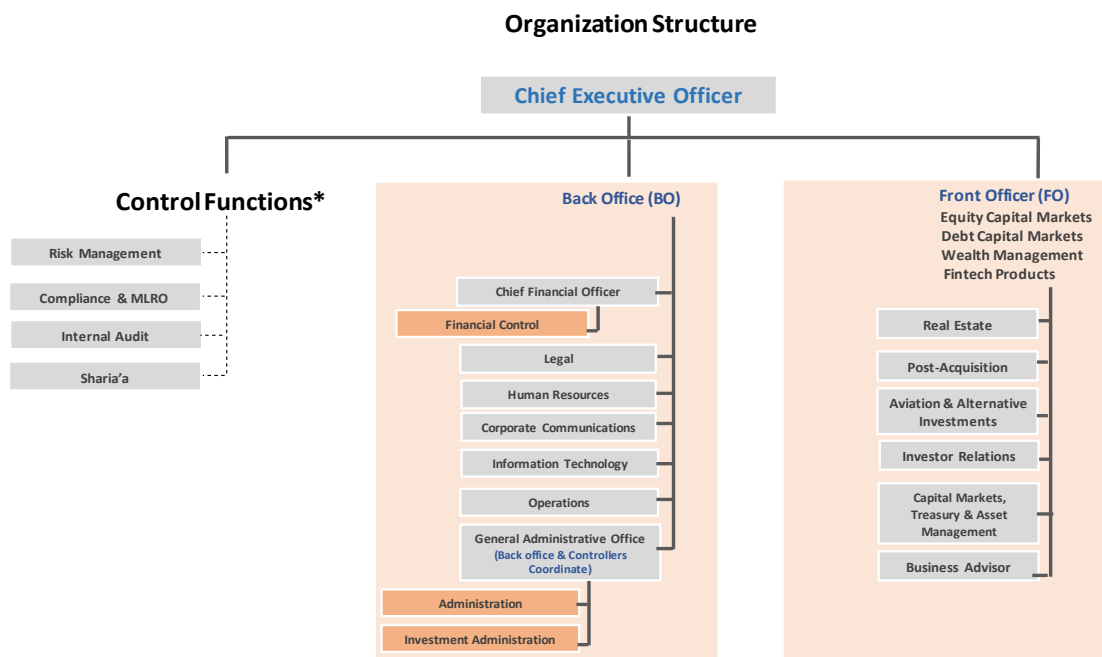 Organization Structure
Chief Executive Officer
Control Functions*
Risk Management
Compliance & MLRO
Internal Audit
Sharia’a
Back Office (BO)
Chief Financial Officer
Financial Control
Legal
Human Resources
Corporate Communications
Information Technology
Operations
General Administrative Office
(Back office & Controllers
Coordinate)
Administration
Investment Administration
Front Officer (FO)
Equity Capital Markets
Debt Capital Markets
Wealth Management
Fintech Products
Real Estate
Post-Acquisition
Aviation & Alternative
Investments
Investor Relations
Capital Markets,
Treasury & Asset
Management
Business Advisor